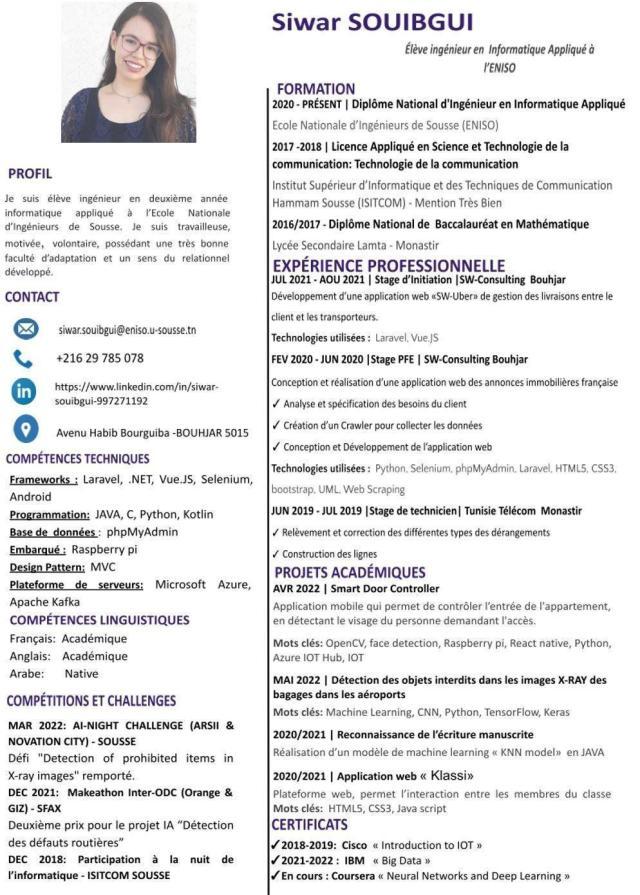 Siwar SOUIBGUI
Élève ingénieur en Informatique Appliqué à
l'ENISO
PROFIL
Je suis élève ingénieur en deuxième année
informatique appliqué à l'Ecole Nationale
d'Ingénieurs de Sousse. Je suis travailleuse,
motivée, volontaire, possédant une très bonne
faculté d'adaptation et un sens du relationnel
développé.
CONTACT
siwar.souibgui@eniso.u-sousse.tn
+216 29 785 078
in
https://www.linkedin.com/in/siwar-
souibgui-997271192
Avenu Habib Bourguiba -BOUHJAR 5015
COMPÉTENCES TECHNIQUES
Frameworks : Laravel, .NET, Vue.JS, Selenium,
Android
Programmation: JAVA, C, Python, Kotlin
Base de données : phpMyAdmin
Embarqué : Raspberry pi
Design Pattern: MVC
Plateforme de serveurs: Microsoft Azure,
Apache Kafka
COMPÉTENCES LINGUISTIQUES
Français: Académique
Anglais: Académique
Arabe: Native
COMPÉTITIONS ET CHALLENGES
MAR 2022: AI-NIGHT CHALLENGE (ARSII &
NOVATION CITY) - SOUSSE
Défi "Detection of prohibited items in
X-ray images" remporté.
DEC 2021: Makeathon Inter-ODC (Orange &
GIZ) - SFAX
Deuxième prix pour le projet IA “Détection
des défauts routières”
DEC 2018: Participation à la nuit de
l'informatique - ISITCOM SOUSSE
FORMATION
2020 - PRÉSENT | Diplôme National d'Ingénieur en Informatique Appliqué
Ecole Nationale d'Ingénieurs de Sousse (ENISO)
2017 -2018 | Licence Appliqué en Science et Technologie de la
communication: Technologie de la communication
Institut Supérieur d'Informatique et des Techniques de Communication
Hammam Sousse (ISITCOM) - Mention Très Bien
2016/2017 - Diplôme National de Baccalauréat en Mathématique
Lycée Secondaire Lamta - Monastir
EXPÉRIENCE PROFESSIONNELLE
JUL 2021 - AOU 2021 | Stage d'Initiation |SW-Consulting Bouhjar
Développement d'une application web «SW-Uber» de gestion des livraisons entre le
client et les transporteurs.
Technologies utilisées : Laravel, Vue.JS
FEV 2020 - JUN 2020 |Stage PFE | SW-Consulting Bouhjar
Conception et réalisation d'une application web des annonces immobilières française
✓ Analyse et spécification des besoins du client
✓ Création d'un Crawler pour collecter les données
✓ Conception et Développement de l'application web
Technologies utilisées : Python, Selenium, phpMyAdmin, Laravel, HTML5, CSS3,
bootstrap, UML, Web Scraping
JUN 2019 - JUL 2019 |Stage de technicien| Tunisie Télécom Monastir
✓ Relèvement et correction des différentes types des dérangements
✓ Construction des lignes
PROJETS ACADÉMIQUES
AVR 2022 | Smart Door Controller
Application mobile qui permet de contrôler l'entrée de l'appartement,
en détectant le visage du personne demandant l'accès.
Mots clés: OpenCV, face detection, Raspberry pi, React native, Python,
Azure IOT Hub, IOT
MAI 2022 | Détection des objets interdits dans les images X-RAY des
bagages dans les aéroports
Mots clés: Machine Learning, CNN, Python, TensorFlow, Keras
2020/2021 | Reconnaissance de l'écriture manuscrite
Réalisation d'un modèle de machine learning « KNN model» en JAVA
2020/2021 | Application web « Klassi»
Plateforme web, permet l'interaction entre les membres du classe
Mots clés: HTML5, CSS3, Java script
CERTIFICATS
✓2018-2019: Cisco « Introduction to IOT »
✓2021-2022 : IBM « Big Data »
✓En cours : Coursera « Neural Networks and Deep Learning »